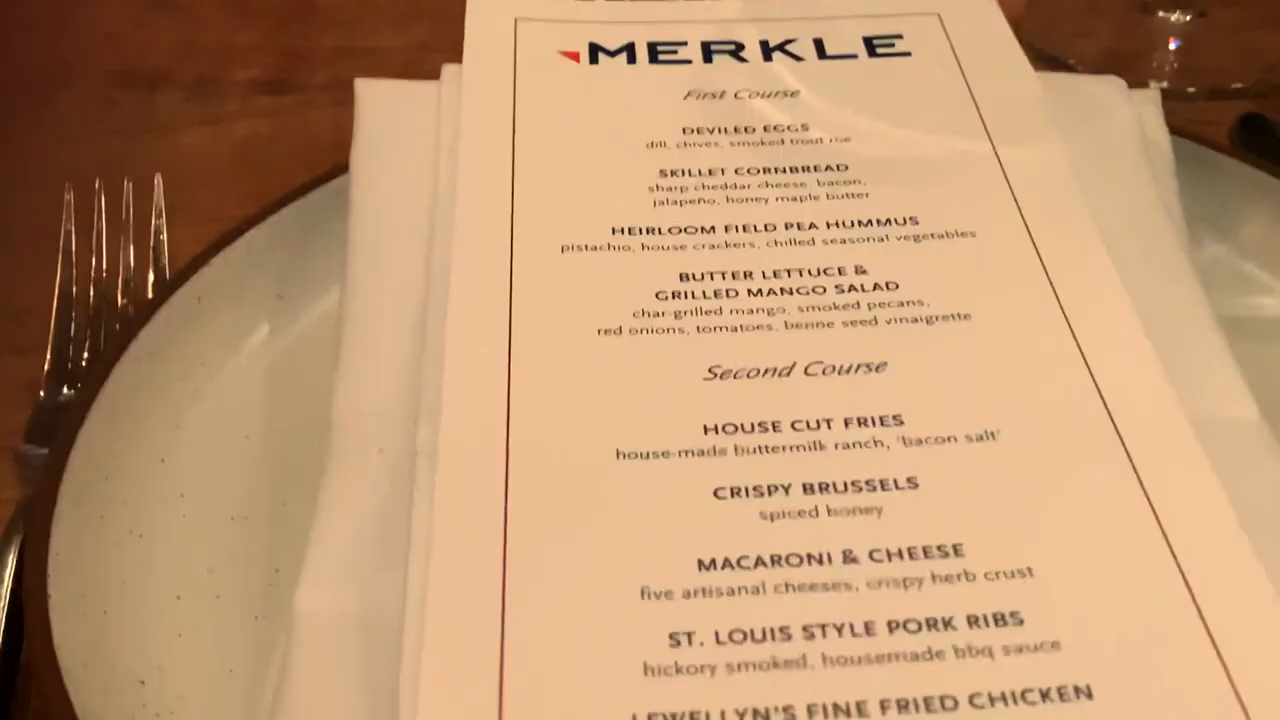 MERKLE
First Course
DEVILED EGGS
dill, chives, smoked trout roe
SKILLET CORNBREAD
sharp cheddar cheese, bacon,
jalapeño, honey maple butter
HEIRLOOM FIELD PEA HUMMUS
pistachio, house crackers, chilled seasonal vegetables
BUTTER LETTUCE &
GRILLED MANGO SALAD
char-grilled mango, smoked pecans,
red onions, tomatoes, benne seed vinaigrette
Second Course
HOUSE CUT FRIES
house-made buttermilk ranch, 'bacon salt'
CRISPY BRUSSELS
spiced honey
MACARONI & CHEESE
five artisanal cheeses, crispy herb crust
ST. LOUIS STYLE PORK RIBS
hickory smoked, housemade bbq sauce
LEWELLYN'S FINE FRIED CHICKEN